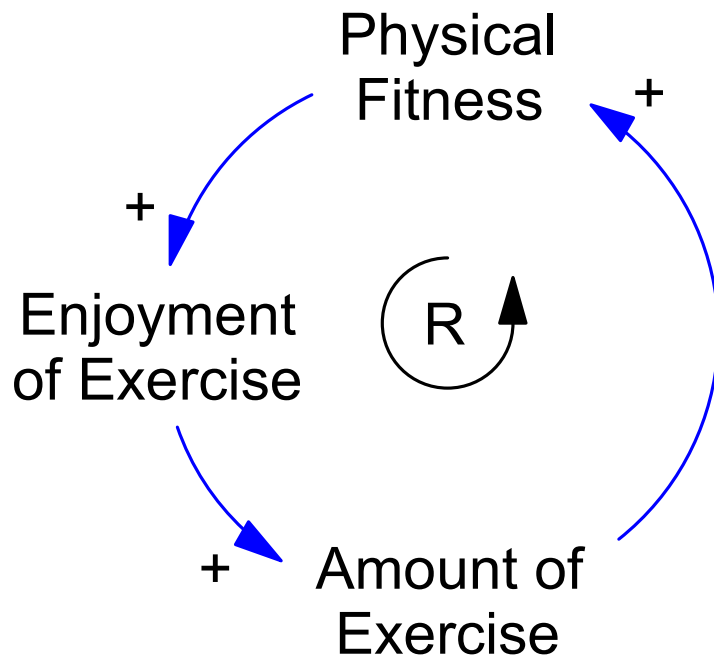 Physical
Fitness
+
+
Enjoyment
of Exercise
R
+
Amount of
Exercise